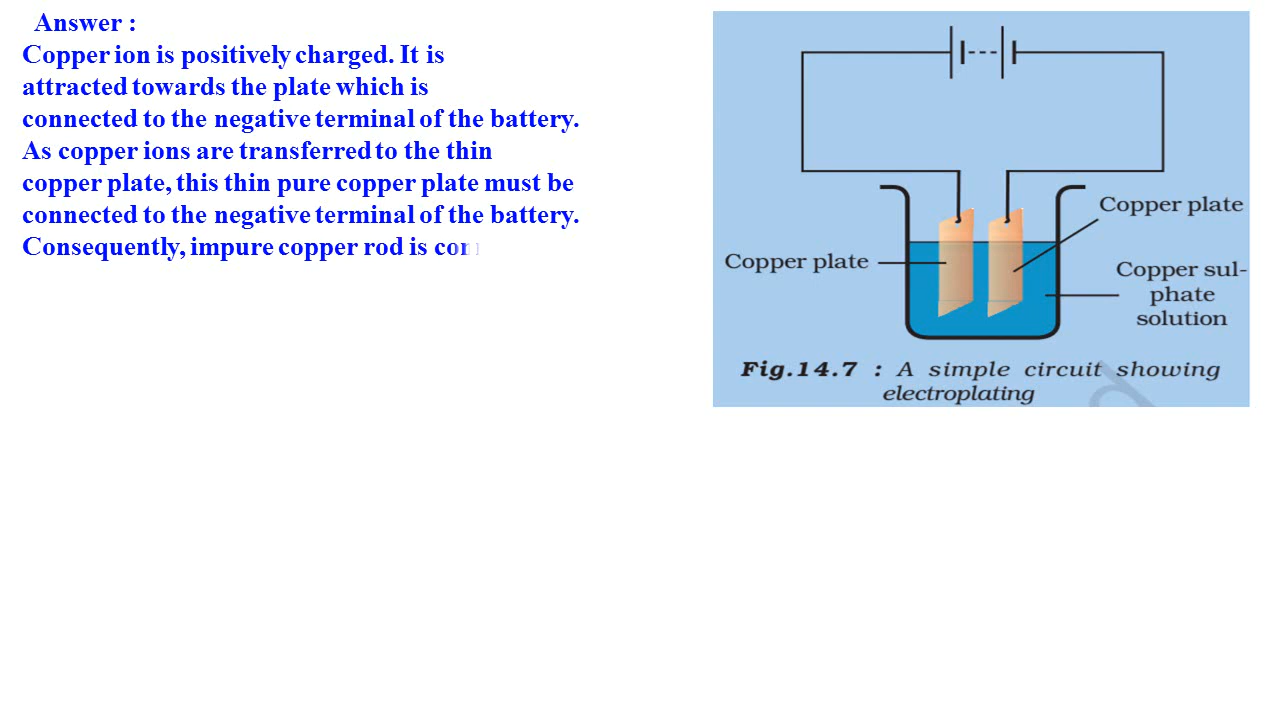 Answer :
Copper ion is positively charged. It is
attracted towards the plate which is
connected to the negative terminal of the battery.
As copper ions are transferred to the thin
copper plate, this thin pure copper plate must be
connected to the negative terminal of the battery.
Consequently, impure copper rod is
Copper plate
Copper plate
Copper sul-
phate
solution
Fig.14.7 : A simple circuit showing
electroplating